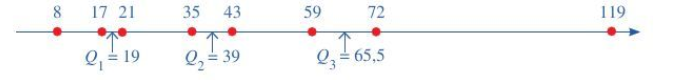 8 17 21 35 43 59 72 119
Q₁ = 19 Q₂ = 39 Q₃ = 65,5